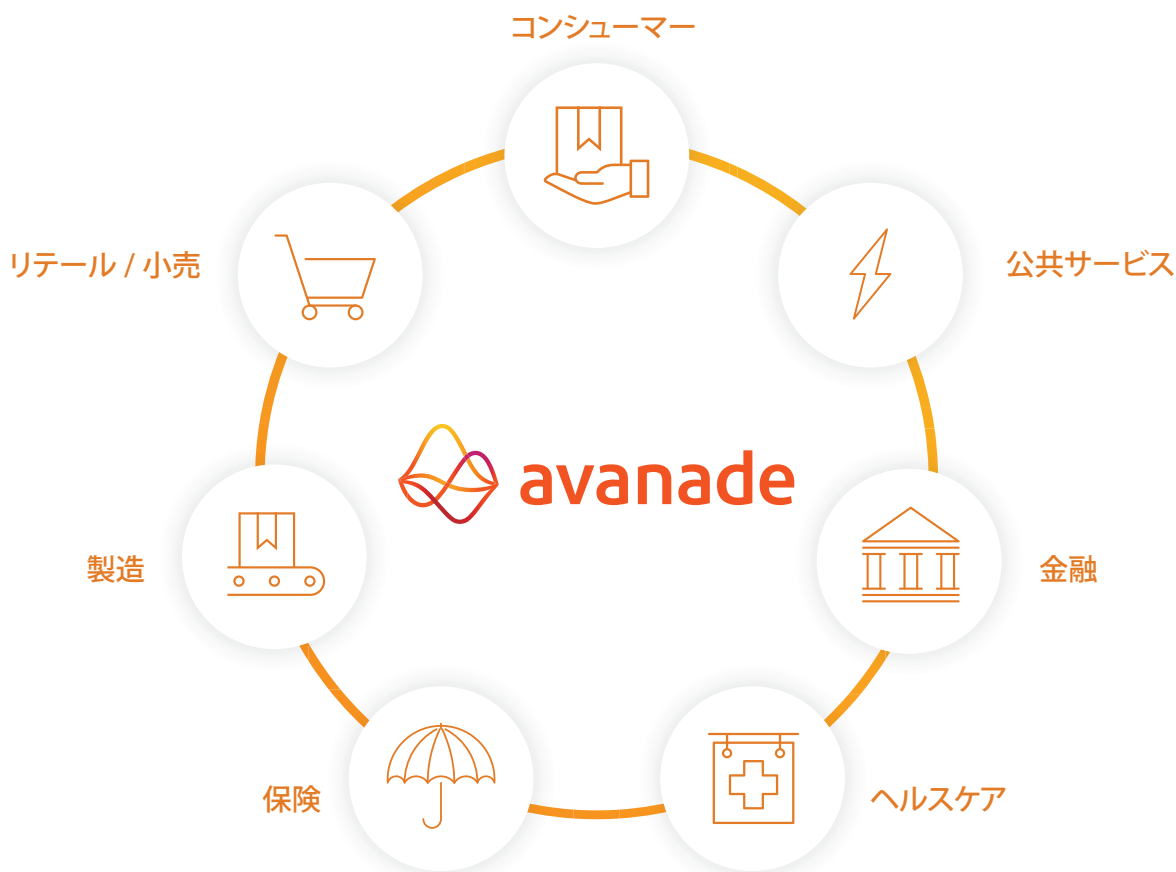 コンシューマー
リテール / 小売
公共サービス
avanade
製造
金融
保険
ヘルスケア